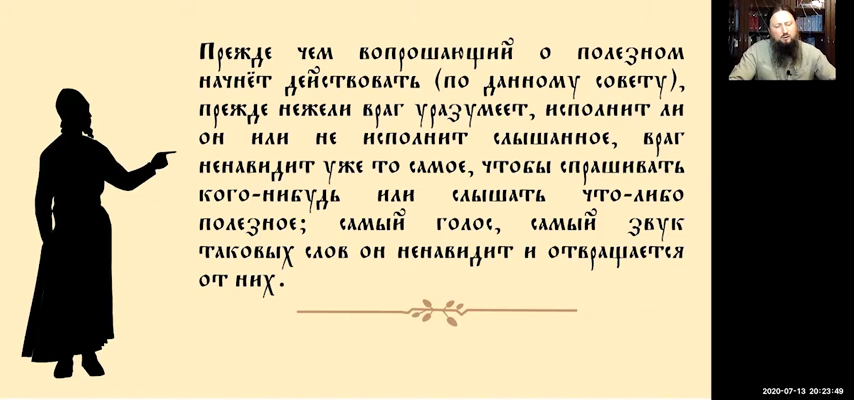 Прежде чем вопрошающий о полезном
начнёт действовать (по данному совету),
прежде нежели враг уразумеет, исполнит ли
он или не исполнит слышанное, враг
ненавидит уже то самое, чтобы спрашивать
кого-нибудь или слышать что-либо
полезное; самый голос, самый звук
таковых слов он ненавидит и отвращается
от них.
2020-07-13 20:23:49